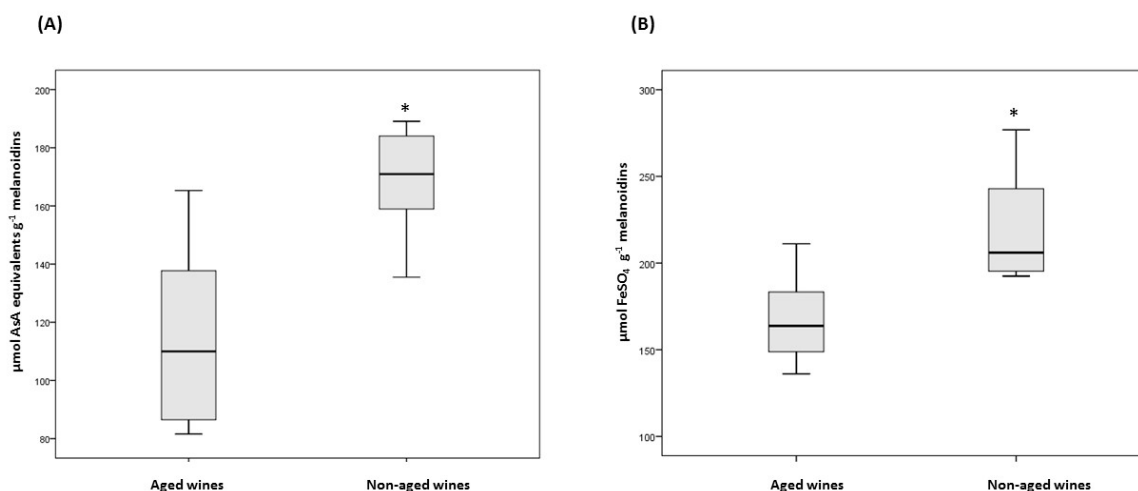 (A)
(B)
µmol AsA equivalents g⁻¹ melanoidins
200
180
160
140
120
100
80
*
Aged wines
Non-aged wines
µmol FeSO₄ g⁻¹ melanoidins
300
250
200
150
100
*
Aged wines
Non-aged wines